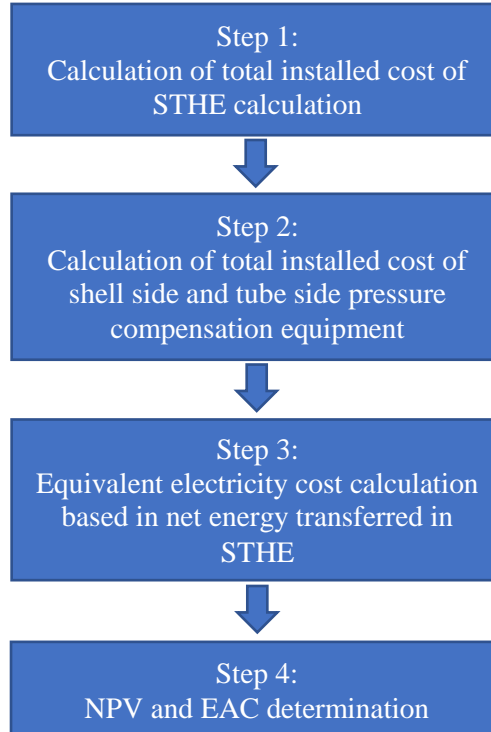 Step 1:
Calculation of total installed cost of
STHE calculation
Step 2:
Calculation of total installed cost of
shell side and tube side pressure
compensation equipment
Step 3:
Equivalent electricity cost calculation
based in net energy transferred in
STHE
Step 4:
NPV and EAC determination